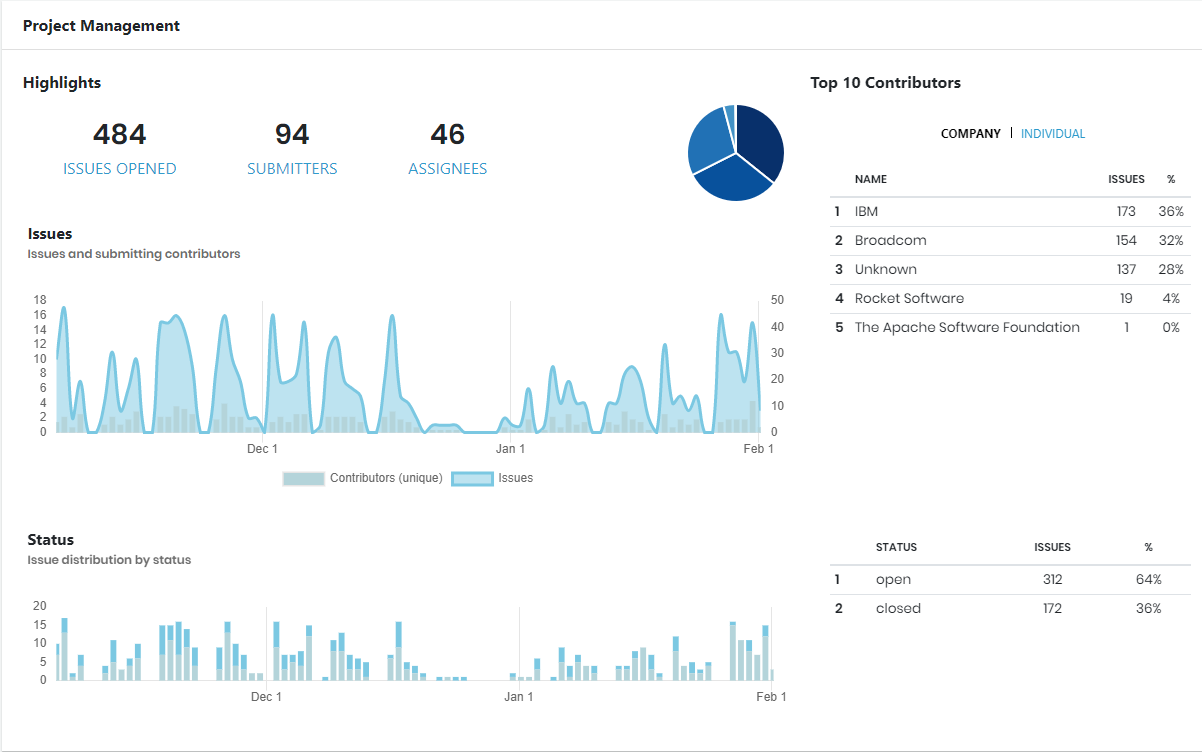 Project Management
Highlights
484
ISSUES OPENED
94
SUBMITTERS
46
ASSIGNEES
Top 10 Contributors
COMPANY | INDIVIDUAL
NAME ISSUES %
1 IBM 173 36%
2 Broadcom 154 32%
3 Unknown 137 28%
4 Rocket Software 19 4%
5 The Apache Software Foundation 1 0%
Issues
Issues and submitting contributors
18
16
14
12
10
8
6
4
2
0
50
40
30
20
10
0
Dec 1 Jan 1 Feb 1
Contributors (unique) Issues
Status
Issue distribution by status
20
15
10
5
0
Dec 1 Jan 1 Feb 1
STATUS ISSUES %
1 open 312 64%
2 closed 172 36%